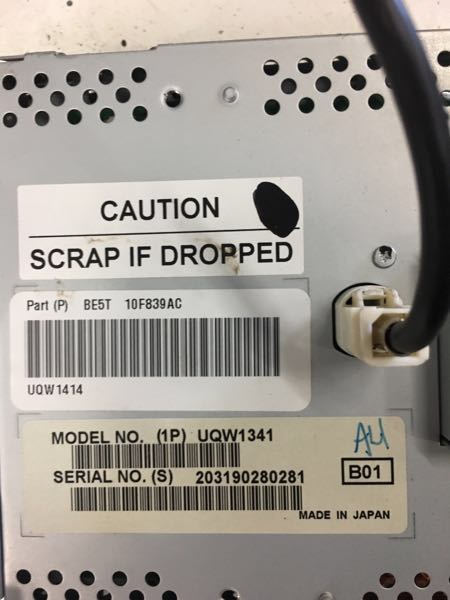 CAUTION
SCRAP IF DROPPED
Part (P) BE5T 10F839AC
UQW1414
MODEL NO. (1P) UQW1341
SERIAL NO. (S) 203190280281
AU
B01
MADE IN JAPAN